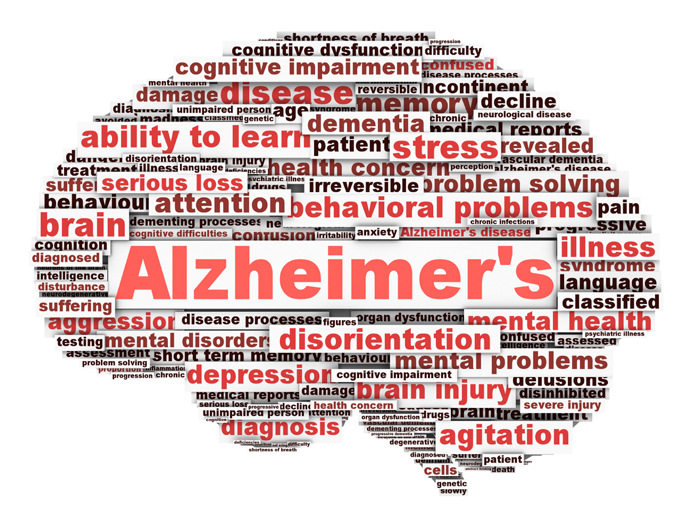 shortness of breath
progression
cognitive dysfunction difficulty
cognitive impairment confused
disease processes
mental health
damage disease reversible incontinent
memory decline
unimpaired person age syndrome
neurological disease
avoided madness classified genetic
dementia chronic
medical reports
ability to learn patient stress revealed
disorientation brain injury
vascular dementia
treatment illness language health concern perception
Alzheimer's disease
psychiatric illness
suffer serious loss drugs irreversible problem solving
behaviour attention behavioral problems pain
chronic infections
brain dementing processes progressive
cognitive difficulties confusion irritability anxiety Alzheimer's disease
cognition illness
diagnosed syndrome
Alzheimer's
intelligence language
disturbance
neurodegenerative classified
suffering
aggression disease processes figures organ dysfunction mental health
psychiatric illness
testing mental disorders disorientation confused assessed
assessment short term memory behaviour mental problems
problem solving
progression chronic depression cognitive impairment delusions
damage brain injury disinhibited
medical reports
serious loss progressive decline health concern severe injury
unimpaired person drugs brain treatment
organ dysfunction
diagnosis dementing processes agitation
degenerative
difficulty
shortness of breath
diagnosed patient
cells death
genetic
slowly